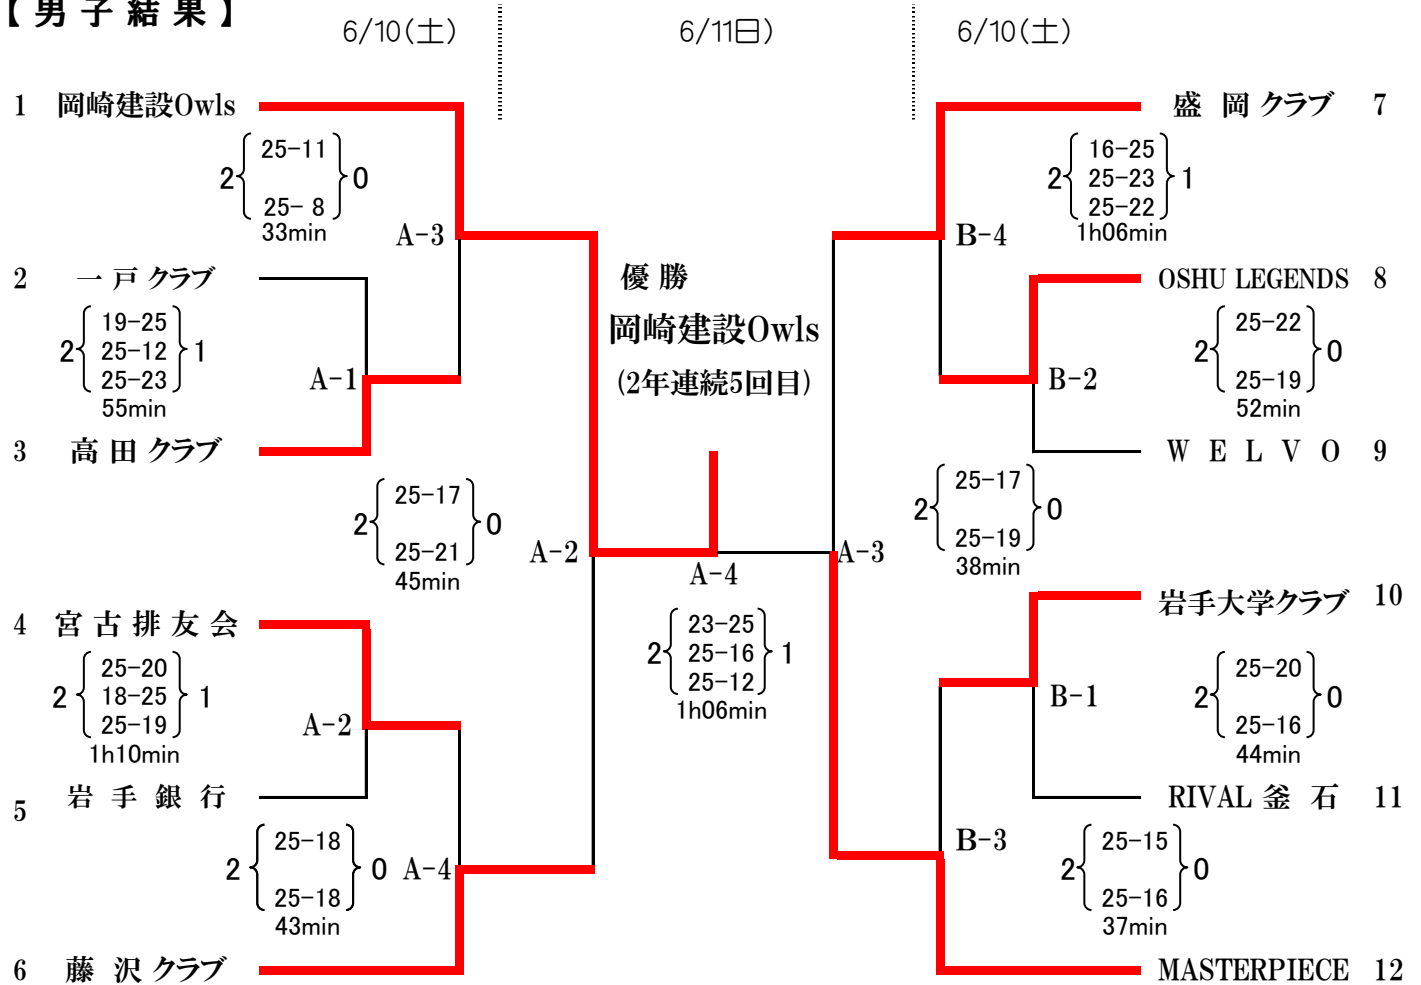 【 男 子 結 果 】
6/10(土)
6/11日)
6/10(土)
1 岡崎建設Owls
25-11
2 0
25- 8
33min
A-3
2 一 戸 クラブ
19-25
2 25-12 1
25-23
55min
A-1
3 高 田 クラブ
25-17
2 0
25-21
45min
A-2
4 宮 古 排 友 会
25-20
2 18-25 1
25-19
1h10min
A-2
5 岩 手 銀 行
25-18
2 0
25-18
43min
A-4
6 藤 沢 クラブ
優 勝
岡崎建設Owls
(2年連続5回目)
A-4
23-25
2 25-16 1
25-12
1h06min
盛 岡 クラブ 7
16-25
2 25-23 1
25-22
1h06min
B-4
OSHU LEGENDS 8
25-22
2 0
25-19
52min
B-2
W E L V O 9
25-17
2 0
25-19
38min
A-3
岩手大学クラブ 10
25-20
2 0
25-16
44min
B-1
RIVAL 釜 石 11
25-15
2 0
25-16
37min
B-3
MASTERPIECE 12